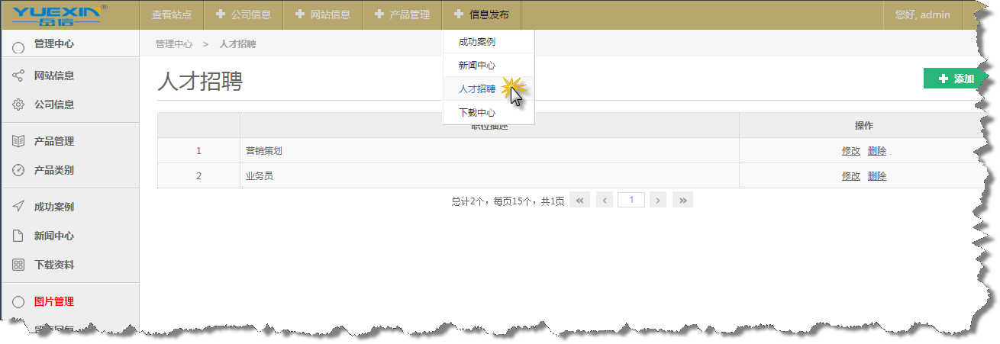 YUEXIN®
岳信
查看站点
公司信息
网站信息
产品管理
信息发布
您好, admin
管理中心
网站信息
公司信息
产品管理
产品类别
成功案例
新闻中心
下载资料
图片管理
管理中心 > 人才招聘
成功案例
新闻中心
人才招聘
下载中心
人才招聘
添加
职位描述 操作
1 营销策划 修改 删除
2 业务员 修改 删除
总计2个，每页15个，共1页 « ‹ 1 › »